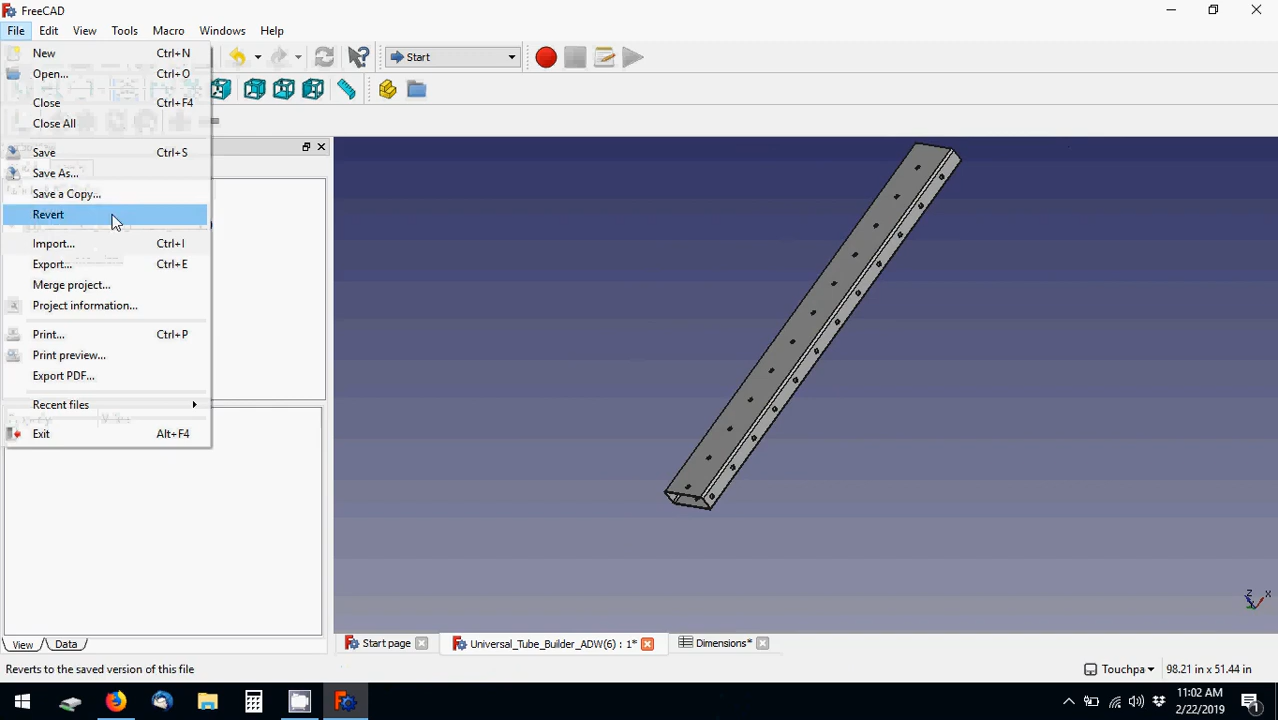 FreeCAD
File Edit View Tools Macro Windows Help
New Ctrl+N
Start
Open... Ctrl+O
Close Ctrl+F4
Close All
Save Ctrl+S
Save As...
Save a Copy...
Revert
Import... Ctrl+I
Export... Ctrl+E
Merge project...
Project information...
Print... Ctrl+P
Print preview...
Export PDF...
Recent files
Exit Alt+F4
Z X
View Data
Start page Universal_Tube_Builder_ADW(6) : 1* Dimensions*
Reverts to the saved version of this file
Touchpa 98.21 in x 51.44 in
11:02 AM
2/22/2019
1